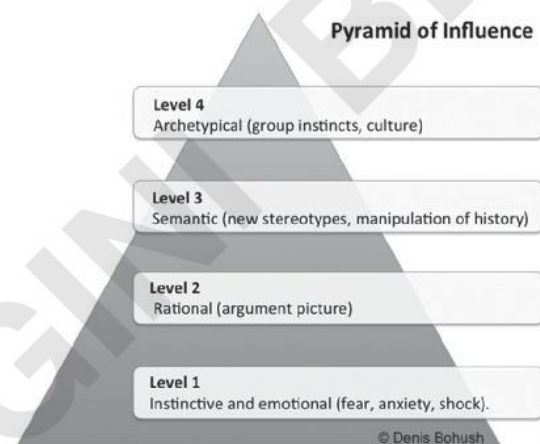 Pyramid of Influence
Level 4
Archetypical (group instincts, culture)
Level 3
Semantic (new stereotypes, manipulation of history)
Level 2
Rational (argument picture)
Level 1
Instinctive and emotional (fear, anxiety, shock).
© Denis Bohush